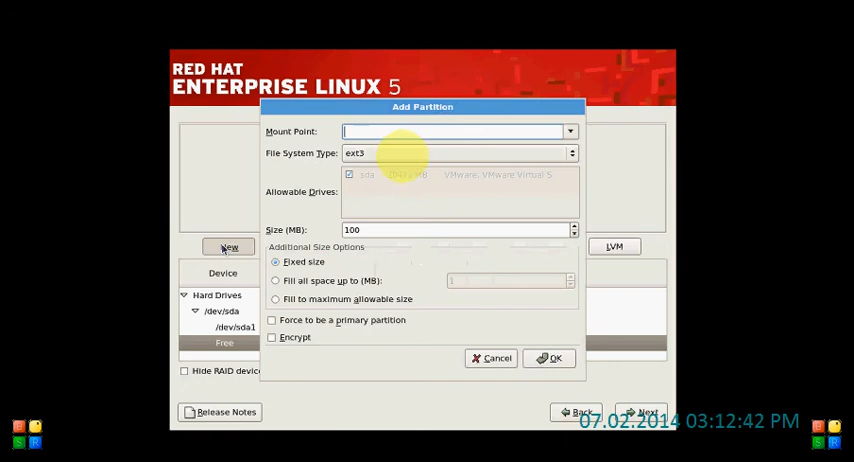 RED HAT
ENTERPRISE LINUX 5
Add Partition
Mount Point:
File System Type: ext3
sda MB VMware, VMware Virtual S
Allowable Drives:
Size (MB): 100
New
LVM
Additional Size Options
Device
Fixed size
Fill all space up to (MB): 1
Hard Drives
Fill to maximum allowable size
/dev/sda
Force to be a primary partition
/dev/sda1
Encrypt
Free
Cancel
OK
Hide RAID device
Release Notes
Back
Next
07.02.2014 03:12:42 PM
B
S R
B
S R